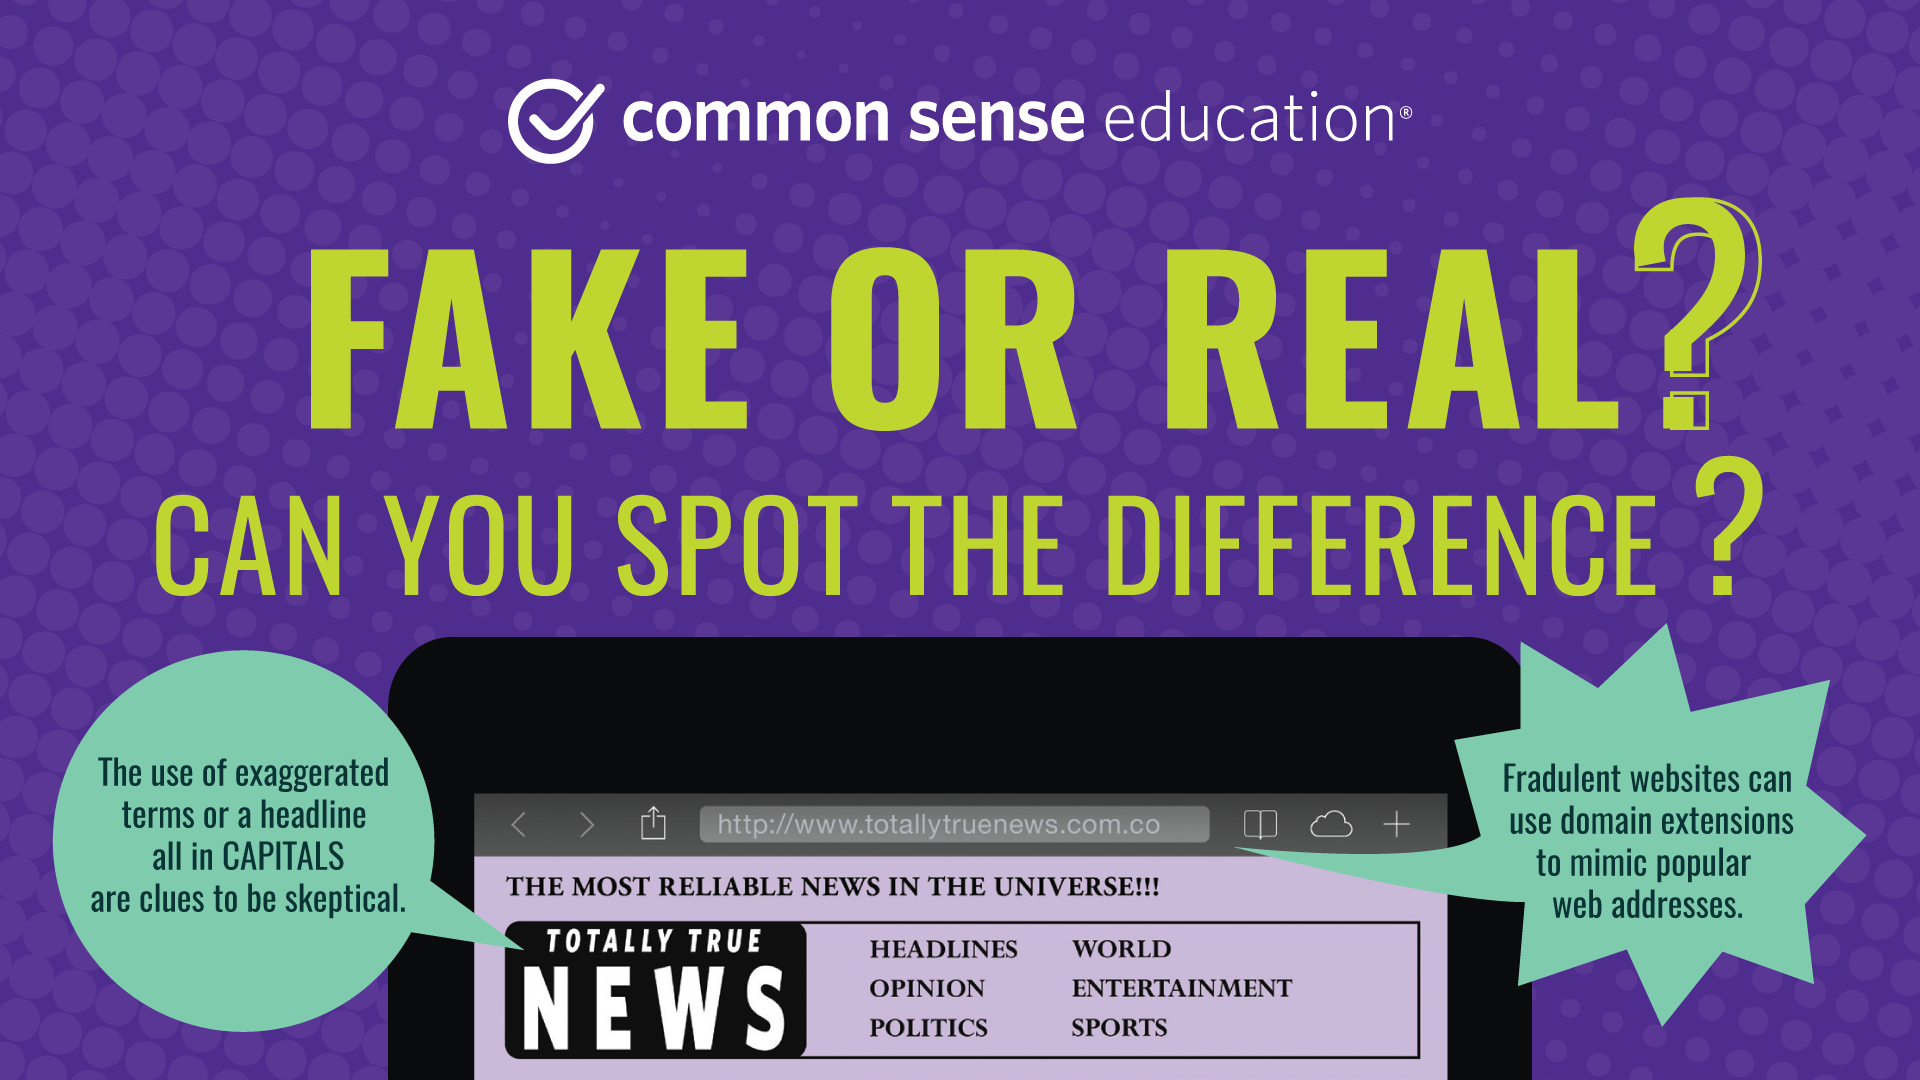 common sense education®
FAKE OR REAL?
CAN YOU SPOT THE DIFFERENCE?
The use of exaggerated
terms or a headline
all in CAPITALS
are clues to be skeptical.
Fradulent websites can
use domain extensions
to mimic popular
web addresses.
http://www.totallytruenews.com.co
THE MOST RELIABLE NEWS IN THE UNIVERSE!!!
TOTALLY TRUE
NEWS
HEADLINES
OPINION
POLITICS
WORLD
ENTERTAINMENT
SPORTS